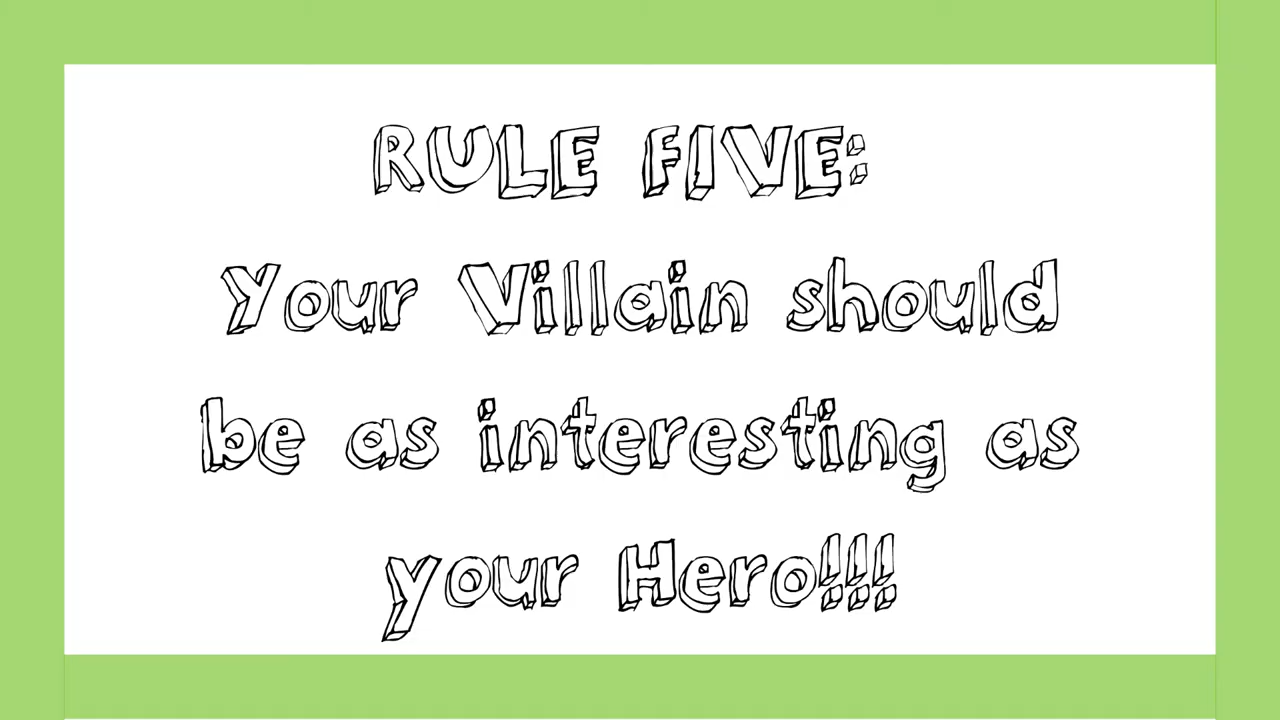 RULE FIVE:
Your Villain should
be as interesting as
your Hero!!!